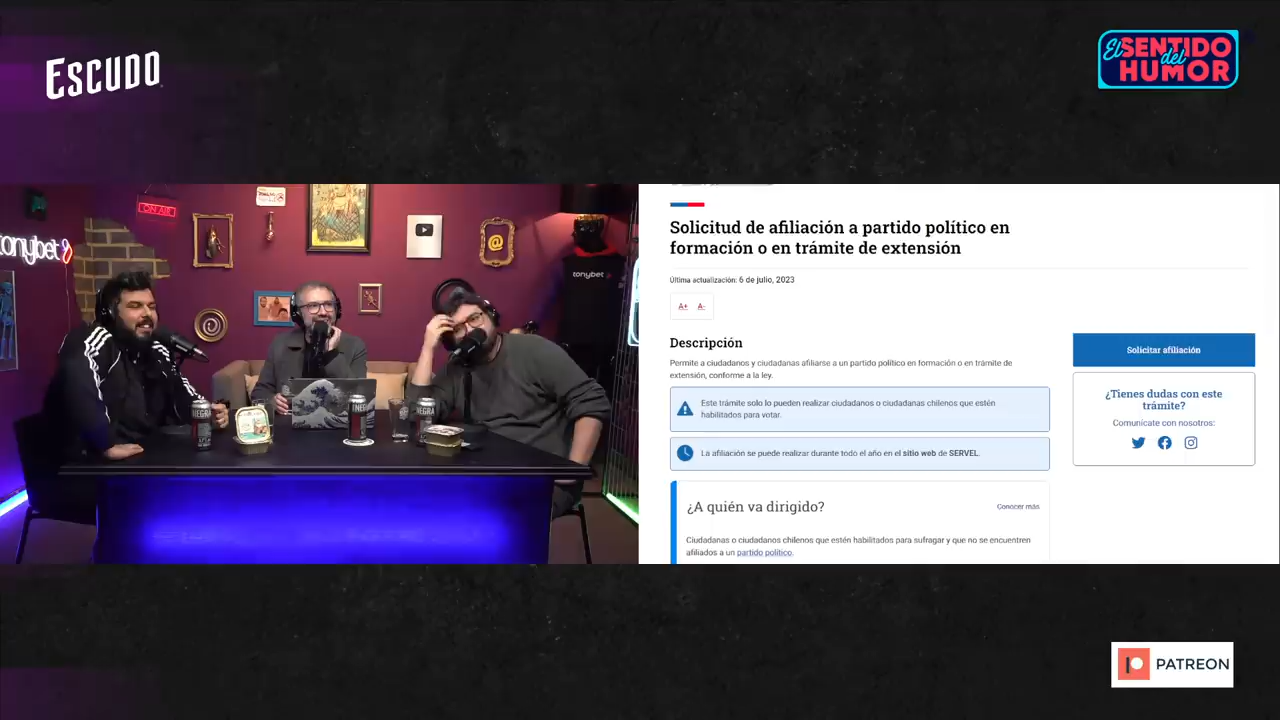 ESCUDO
El SENTIDO
del
HUMOR
ON AIR
tonybet
tonybet
NEGRA
NEGRA
Solicitud de afiliación a partido político en
formación o en trámite de extensión
Última actualización: 6 de julio, 2023
A+ A-
Descripción
Permite a ciudadanos y ciudadanas afiliarse a un partido político en formación o en trámite de
extensión, conforme a la ley.
Este trámite solo lo pueden realizar ciudadanos o ciudadanas chilenos que estén
habilitados para votar.
La afiliación se puede realizar durante todo el año en el sitio web de SERVEL.
¿A quién va dirigido?
Conocer más
Ciudadanas o ciudadanos chilenos que estén habilitados para sufragar y que no se encuentren
afiliados a un partido político.
Solicitar afiliación
¿Tienes dudas con este
trámite?
Comunícate con nosotros:
PATREON